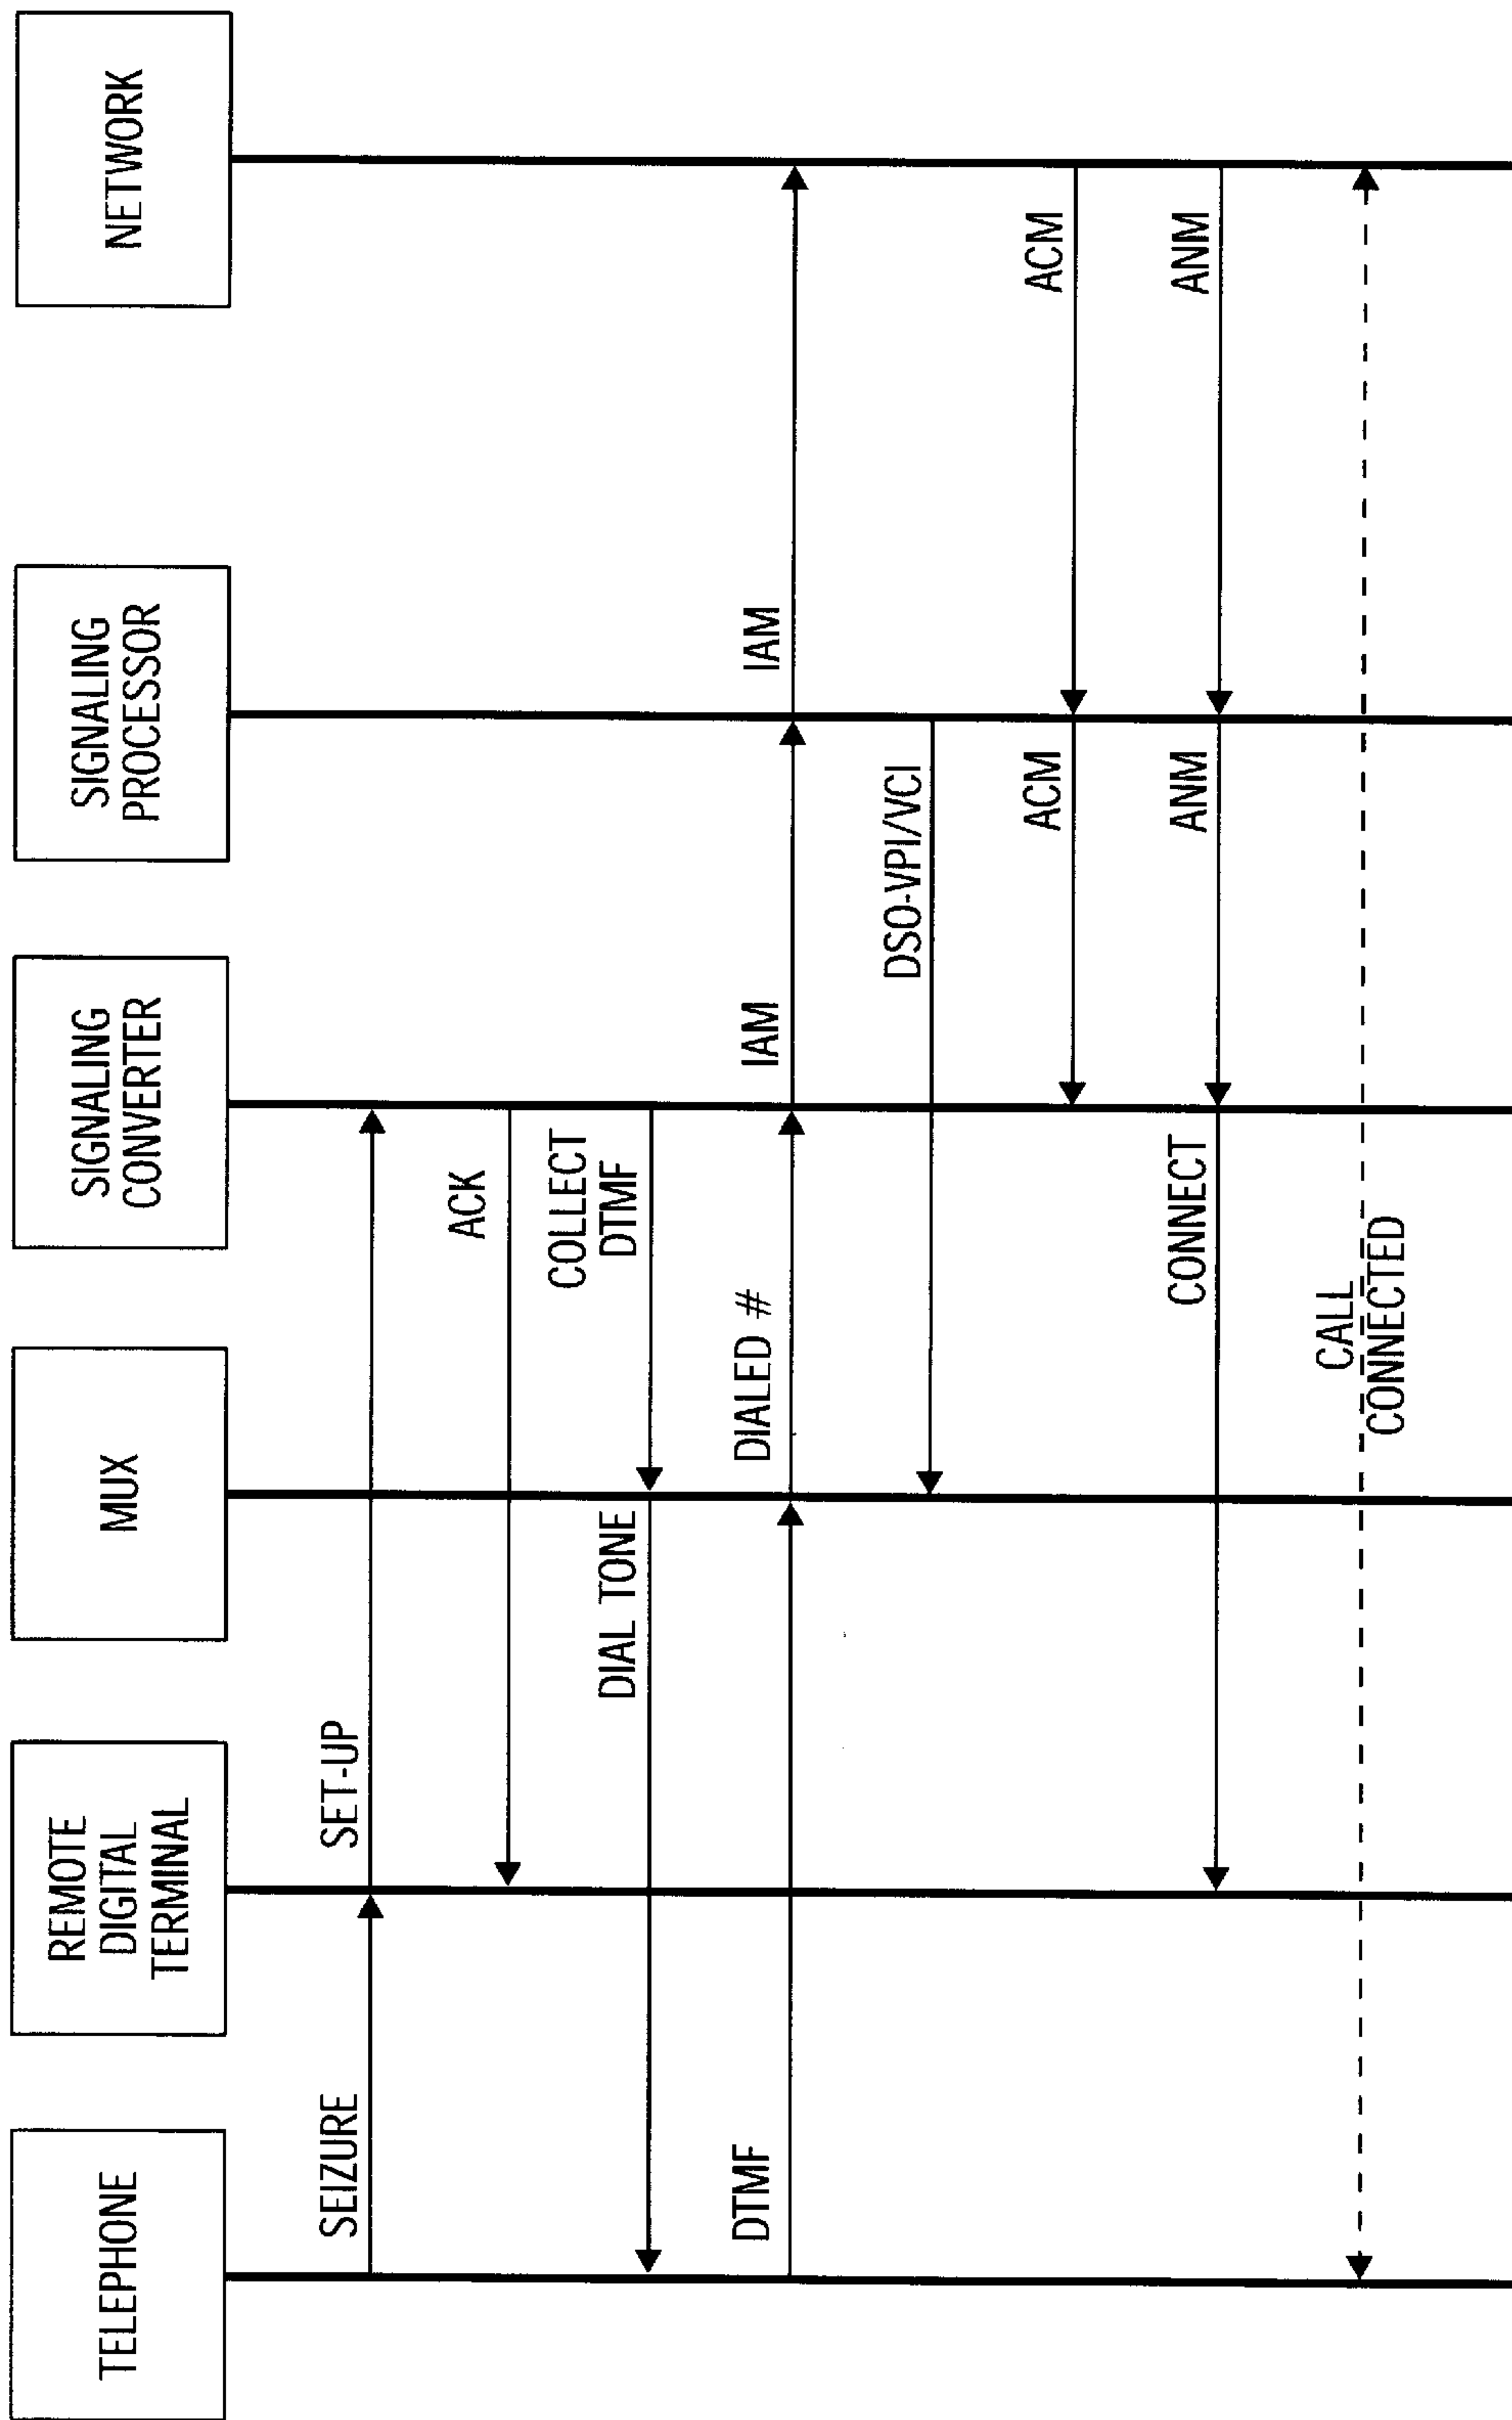 TELEPHONE
REMOTE
DIGITAL
TERMINAL
MUX
SIGNALING
CONVERTER
SIGNALING
PROCESSOR
NETWORK
SEIZURE
SET-UP
ACK
COLLECT
DTMF
DIAL TONE
DTMF
DIALED #
IAM
IAM
DSO-VPI/VCI
ACM
ACM
CONNECT
ANM
ANM
CALL
CONNECTED